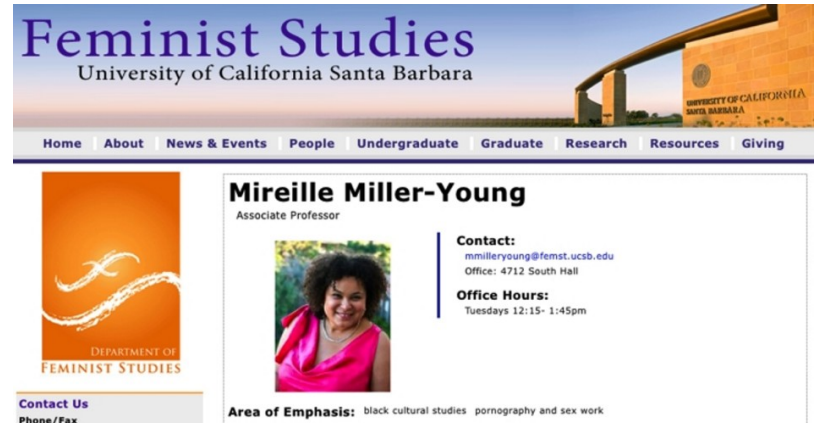 Feminist Studies
University of California Santa Barbara
UNIVERSITY OF CALIFORNIA
SANTA BARBARA
Home About News & Events People Undergraduate Graduate Research Resources Giving
Mireille Miller-Young
Associate Professor
Contact:
mmilleryoung@femst.ucsb.edu
Office: 4712 South Hall
Office Hours:
Tuesdays 12:15- 1:45pm
DEPARTMENT OF
FEMINIST STUDIES
Area of Emphasis: black cultural studies pornography and sex work
Contact Us
Phone/Fax